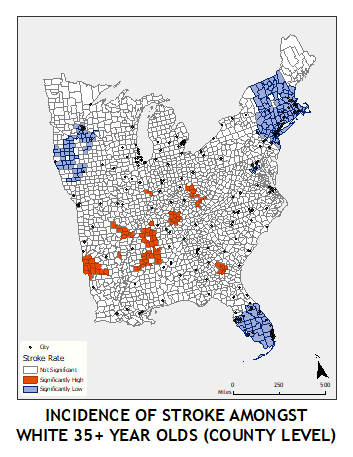 City
Stroke Rate
Not Significant
Significantly High
Significantly Low
0 250 500
Miles
INCIDENCE OF STROKE AMONGST
WHITE 35+ YEAR OLDS (COUNTY LEVEL)